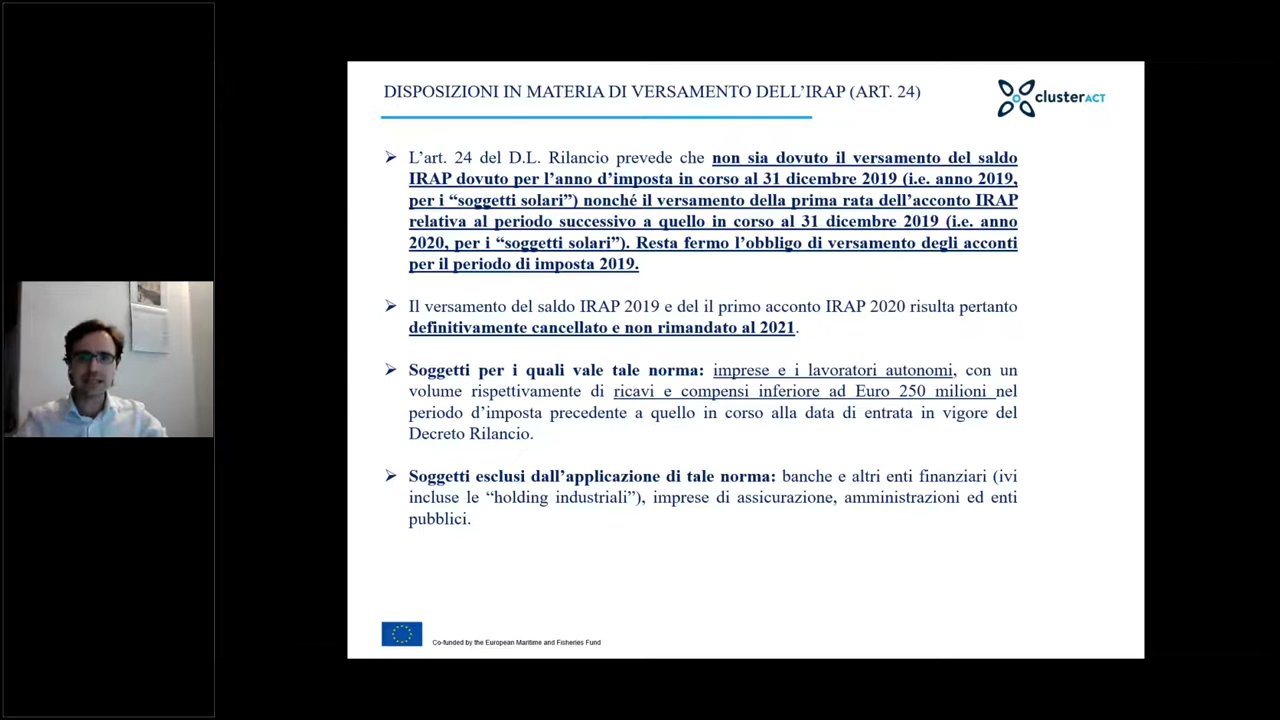 DISPOSIZIONI IN MATERIA DI VERSAMENTO DELL’IRAP (ART. 24)
clusterACT
➢ L’art. 24 del D.L. Rilancio prevede che non sia dovuto il versamento del saldo
IRAP dovuto per l’anno d’imposta in corso al 31 dicembre 2019 (i.e. anno 2019,
per i “soggetti solari”) nonché il versamento della prima rata dell’acconto IRAP
relativa al periodo successivo a quello in corso al 31 dicembre 2019 (i.e. anno
2020, per i “soggetti solari”). Resta fermo l’obbligo di versamento degli acconti
per il periodo di imposta 2019.
➢ Il versamento del saldo IRAP 2019 e del il primo acconto IRAP 2020 risulta pertanto
definitivamente cancellato e non rimandato al 2021.
➢ Soggetti per i quali vale tale norma: imprese e i lavoratori autonomi, con un
volume rispettivamente di ricavi e compensi inferiore ad Euro 250 milioni nel
periodo d’imposta precedente a quello in corso alla data di entrata in vigore del
Decreto Rilancio.
➢ Soggetti esclusi dall’applicazione di tale norma: banche e altri enti finanziari (ivi
incluse le “holding industriali”), imprese di assicurazione, amministrazioni ed enti
pubblici.
Co-funded by the European Maritime and Fisheries Fund